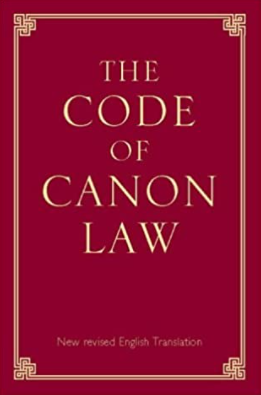 THE
CODE
OF
CANON
LAW
New revised English Translation